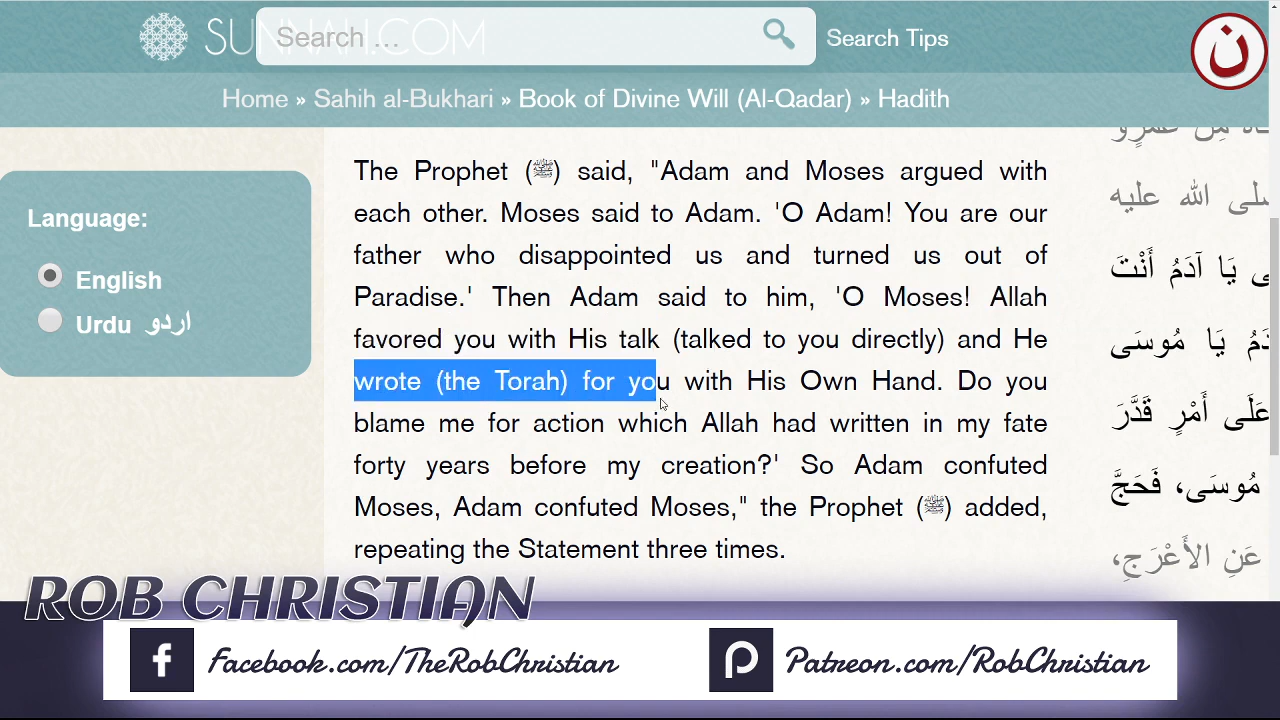 SUNNAH.COM
Search ...
Search Tips
ن
Home » Sahih al-Bukhari » Book of Divine Will (Al-Qadar) » Hadith
Language:
English
Urdu اردو
The Prophet (ﷺ) said, "Adam and Moses argued with
each other. Moses said to Adam. 'O Adam! You are our
father who disappointed us and turned us out of
Paradise.' Then Adam said to him, 'O Moses! Allah
favored you with His talk (talked to you directly) and He
wrote (the Torah) for you with His Own Hand. Do you
blame me for action which Allah had written in my fate
forty years before my creation?' So Adam confuted
Moses, Adam confuted Moses," the Prophet (ﷺ) added,
repeating the Statement three times.
مِنْ عَمْرٍو
صلى الله عليه
يَا آدَمُ أَنْتَ
يَا مُوسَى
عَلَى أَمْرٍ قَدَّرَ
مُوسَى، فَحَجَّ
عَنِ الأَعْرَجِ،
ROB CHRISTIAN
f
Facebook.com/TheRobChristian
Patreon.com/RobChristian